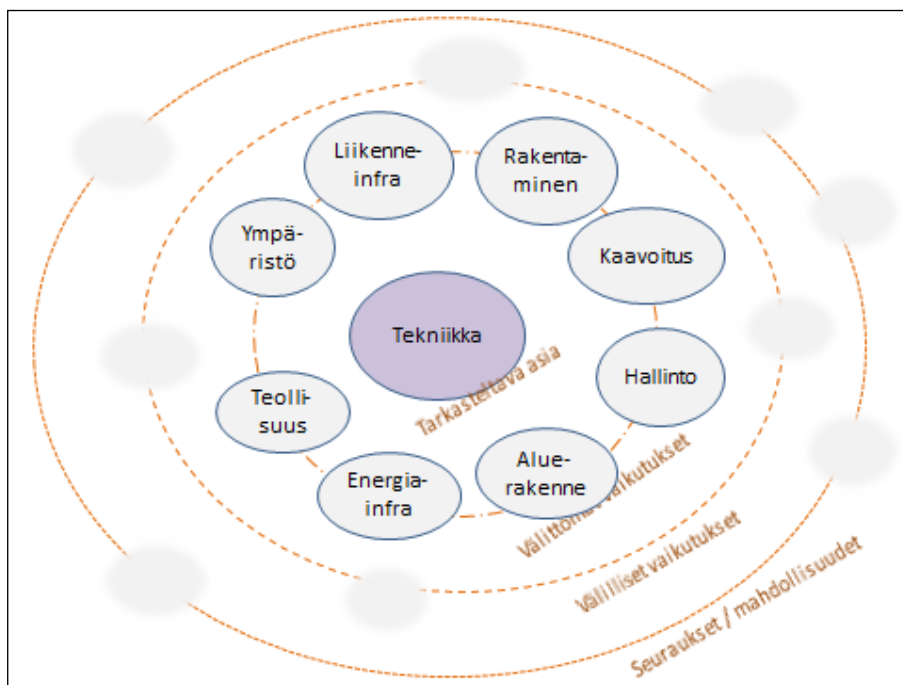 Liikenne-
infra
Rakenta-
minen
Ympä-
ristö
Kaavoitus
Tekniikka
Hallinto
Teolli-
suus
Energia-
infra
Alue-
rakenne
Tarkasteltava asia
Välittömät vaikutukset
Välilliset vaikutukset
Seuraukset / mahdollisuudet